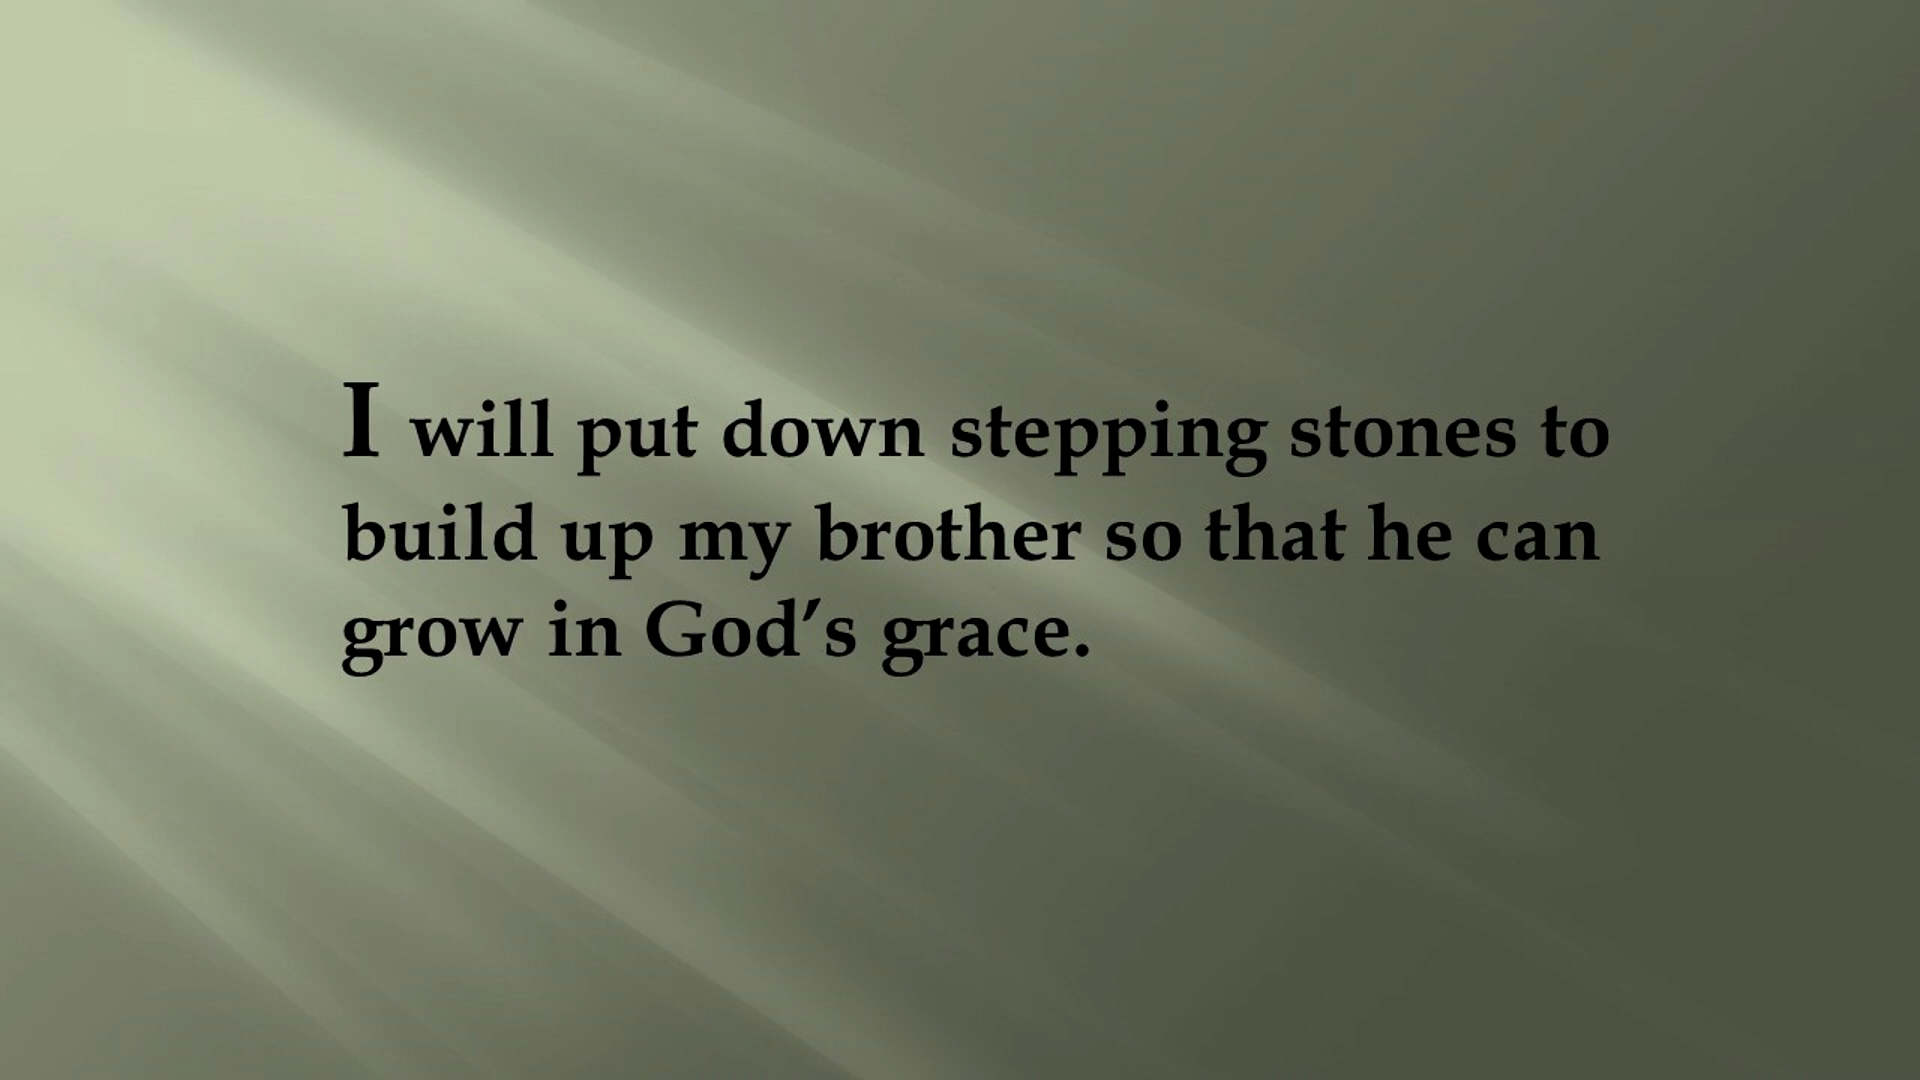 I will put down stepping stones to
build up my brother so that he can
grow in God’s grace.